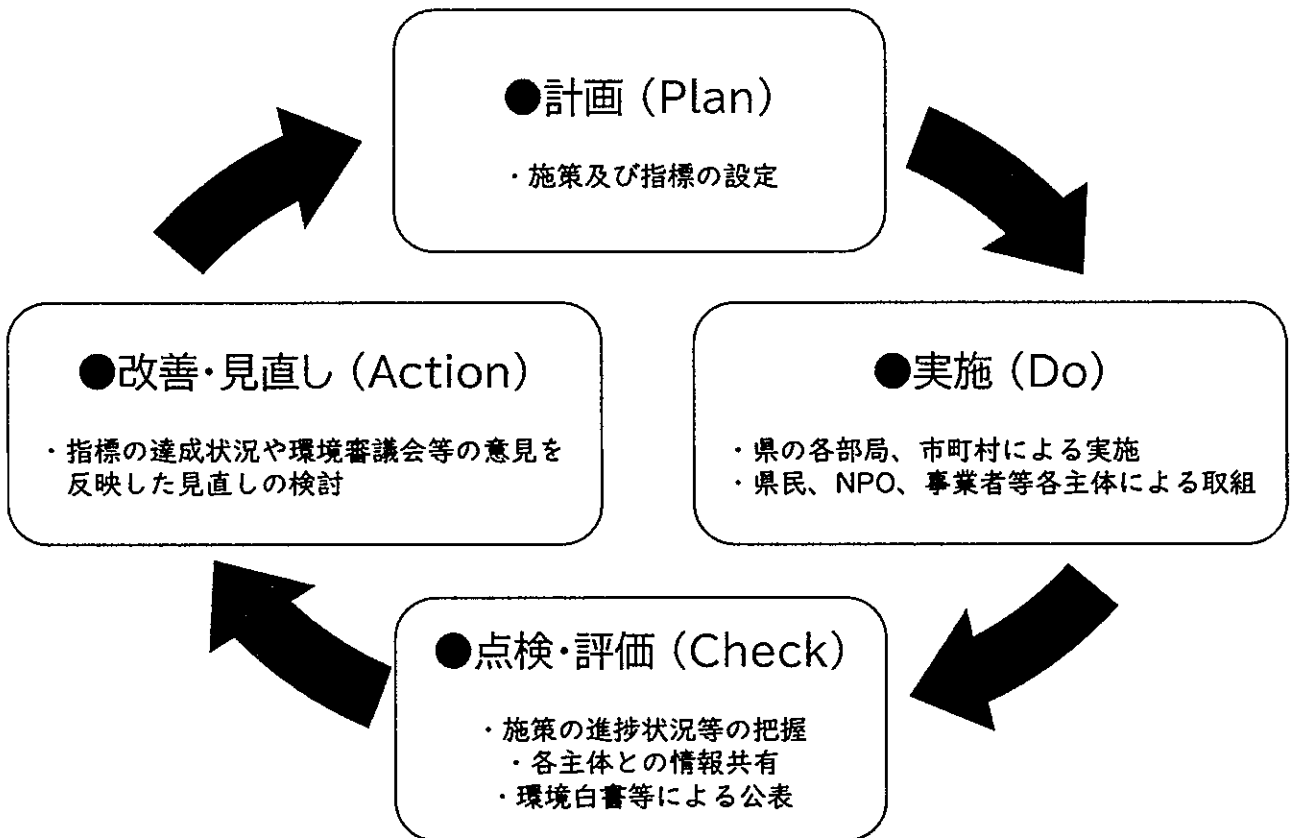 ●計画（Plan）
・施策及び指標の設定
●改善・見直し（Action）
・指標の達成状況や環境審議会等の意見を
反映した見直しの検討
●実施（Do）
・県の各部局、市町村による実施
・県民、NPO、事業者等各主体による取組
●点検・評価（Check）
・施策の進捗状況等の把握
・各主体との情報共有
・環境白書等による公表